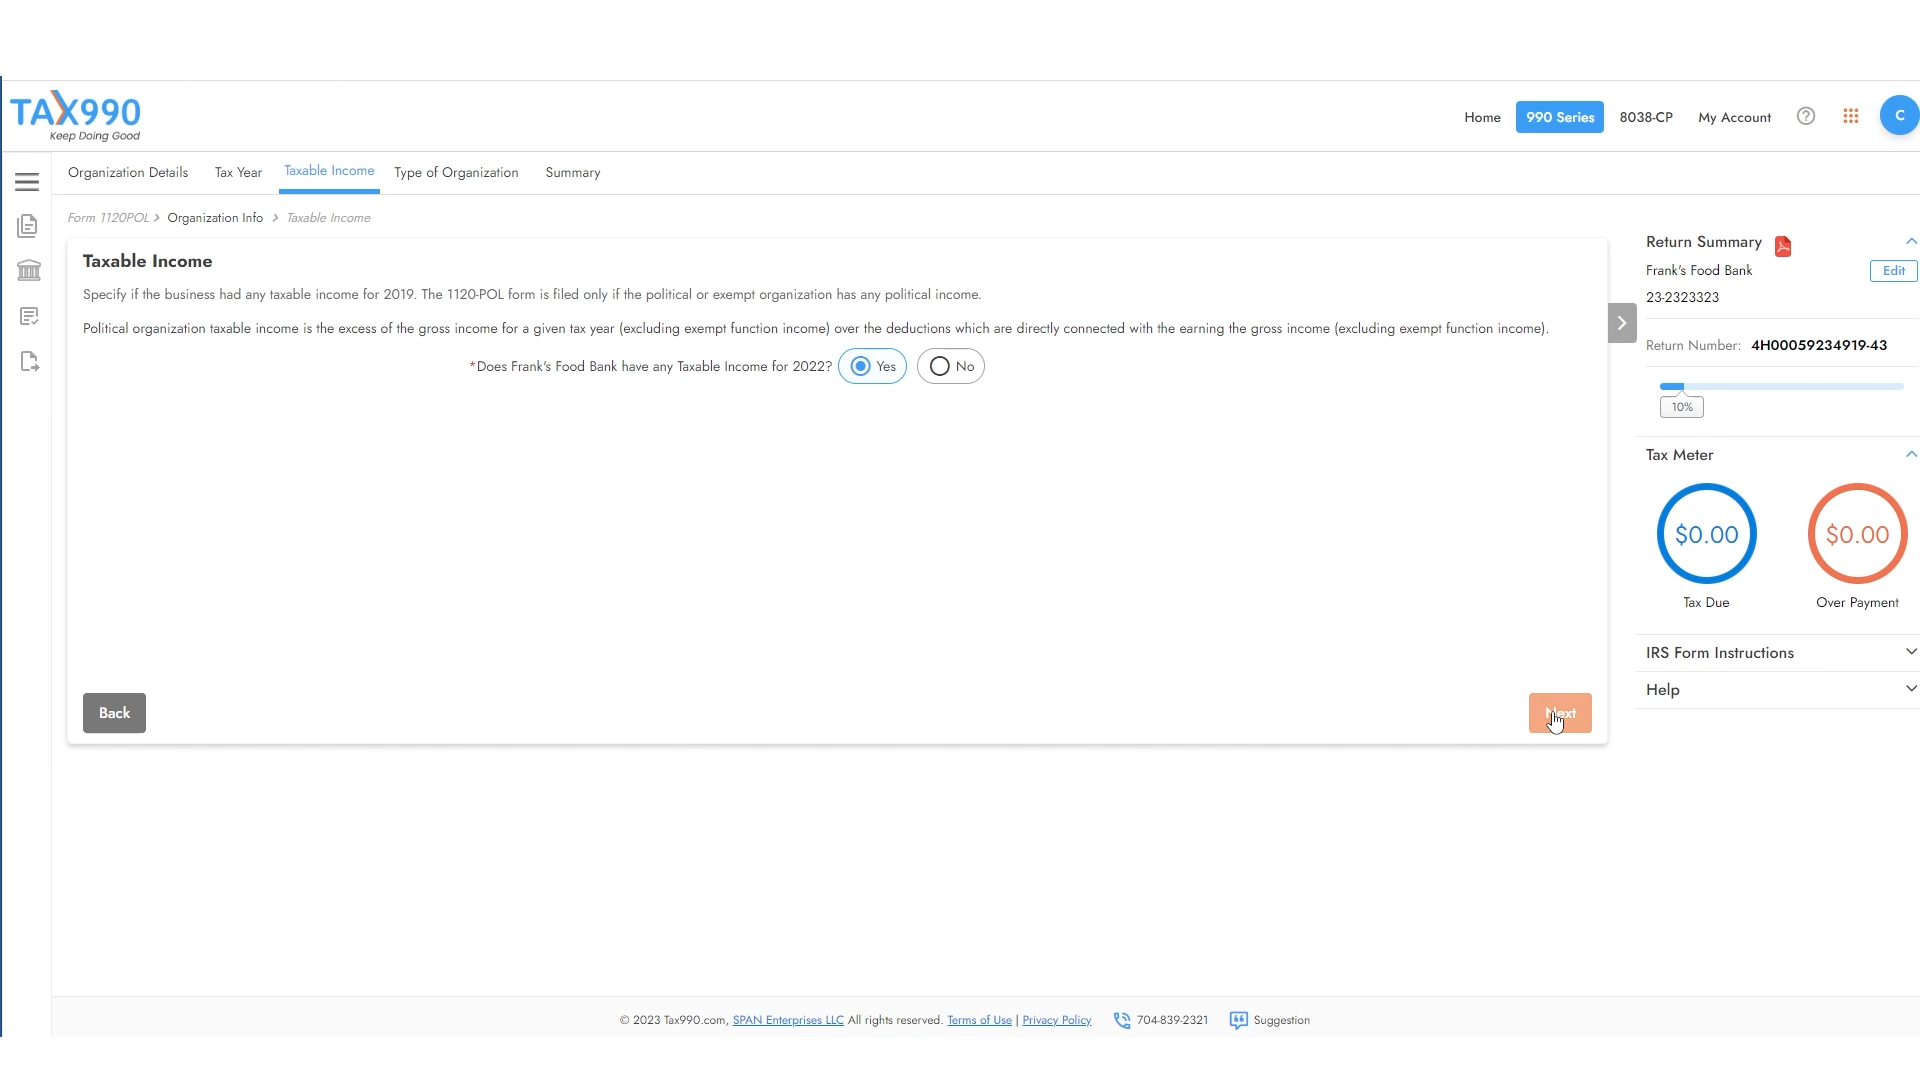 TAX990
Keep Doing Good
Home
990 Series
8038-CP
My Account
C
Organization Details
Tax Year
Taxable Income
Type of Organization
Summary
Form 1120POL > Organization Info > Taxable Income
Taxable Income
Specify if the business had any taxable income for 2019. The 1120-POL form is filed only if the political or exempt organization has any political income.
Political organization taxable income is the excess of the gross income for a given tax year (excluding exempt function income) over the deductions which are directly connected with the earning the gross income (excluding exempt function income).
*Does Frank's Food Bank have any Taxable Income for 2022? Yes No
Back
Next
Return Summary
Frank's Food Bank
Edit
23-2323323
Return Number: 4H00059234919-43
10%
Tax Meter
$0.00
$0.00
Tax Due
Over Payment
IRS Form Instructions
Help
© 2023 Tax990.com, SPAN Enterprises LLC All rights reserved. Terms of Use | Privacy Policy 704-839-2321 Suggestion